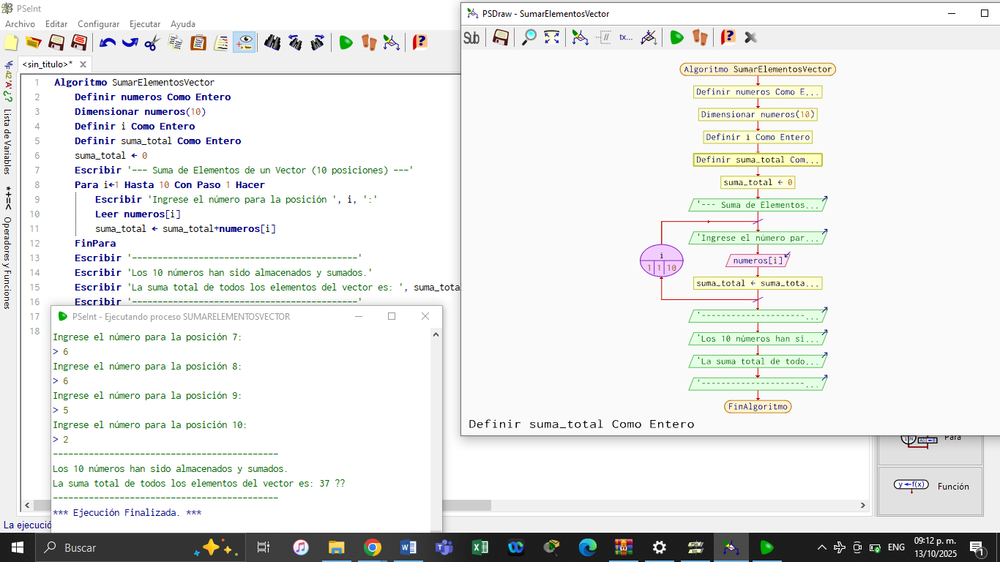 PSeInt
Archivo Editar Configurar Ejecutar Ayuda
<sin_titulo>* X
Lista de Variables
*+=<
Operadores y Funciones
1 Algoritmo SumarElementosVector
2 Definir numeros Como Entero
3 Dimensionar numeros(10)
4 Definir i Como Entero
5 Definir suma_total Como Entero
6 suma_total ← 0
7 Escribir '--- Suma de Elementos de un Vector (10 posiciones) ---'
8 Para i←1 Hasta 10 Con Paso 1 Hacer
9 Escribir 'Ingrese el número para la posición ', i, ':'
10 Leer numeros[i]
11 suma_total ← suma_total+numeros[i]
12 FinPara
13 Escribir '--------------------------------------------'
14 Escribir 'Los 10 números han sido almacenados y sumados.'
15 Escribir 'La suma total de todos los elementos del vector es: ', suma_tota
16 Escribir '--------------------------------------------'
17
18
PSeInt - Ejecutando proceso SUMARELEMENTOSVECTOR
Ingrese el número para la posición 7:
> 6
Ingrese el número para la posición 8:
> 6
Ingrese el número para la posición 9:
> 5
Ingrese el número para la posición 10:
> 2
--------------------------------------------
Los 10 números han sido almacenados y sumados.
La suma total de todos los elementos del vector es: 37 ??
--------------------------------------------
*** Ejecución Finalizada. ***
La ejecució
PSDraw - SumarElementosVector
Sub
tx...
Algoritmo SumarElementosVector
Definir numeros Como E...
Dimensionar numeros(10)
Definir i Como Entero
Definir suma_total Com...
suma_total ← 0
'--- Suma de Elementos...
'Ingrese el número par...
i
1 1 10
numeros[i]
suma_total ← suma_tota...
'---------------------...
'Los 10 números han si...
'La suma total de todo...
'---------------------...
FinAlgoritmo
Definir suma_total Como Entero
Para
y←f(x) Función
Buscar
ENG
09:12 p. m.
13/10/2025
1